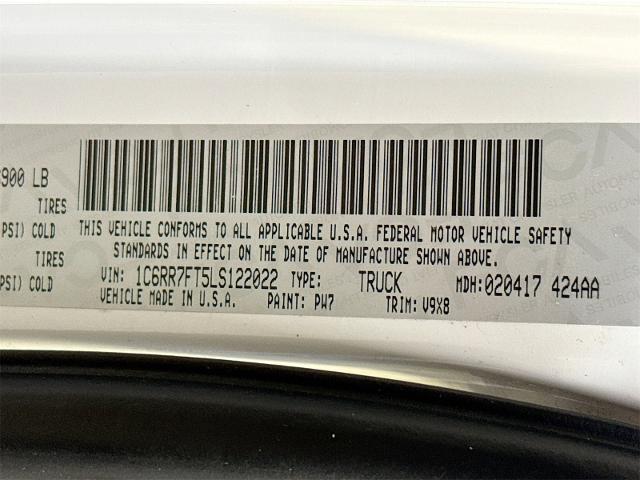 900 LB
TIRES
PSI) COLD
TIRES
PSI) COLD
THIS VEHICLE CONFORMS TO ALL APPLICABLE U.S.A. FEDERAL MOTOR VEHICLE SAFETY
STANDARDS IN EFFECT ON THE DATE OF MANUFACTURE SHOWN ABOVE.
VIN: 1C6RR7FT5LS122022 TYPE: TRUCK MDH: 020417 424AA
VEHICLE MADE IN U.S.A. PAINT: PW7 TRIM: V9X8